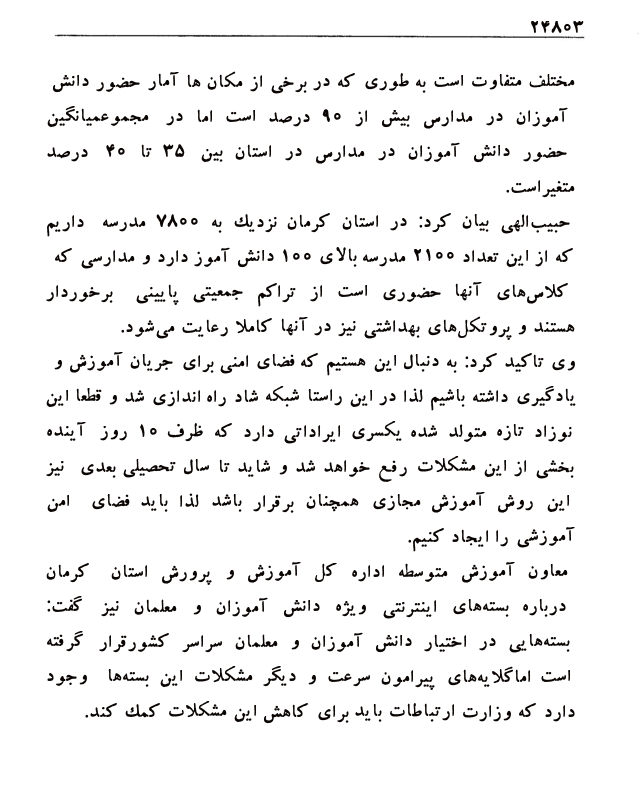 ۲۴۸۰۳
مختلف متفاوت است به طوری که در برخی از مکان ها آمار حضور دانش
آموزان در مدارس بیش از ۹۰ درصد است اما در مجموعمیانگین
حضور دانش آموزان در مدارس در استان بین ۳۵ تا ۴۰ درصد
متغیراست.
حبیب‌الهی بیان کرد: در استان کرمان نزدیك به ۷۸۰۰ مدرسه داریم
که از این تعداد ۲۱۰۰ مدرسه بالای ۱۰۰ دانش آموز دارد و مدارسی که
کلاس‌های آنها حضوری است از تراکم جمعیتی پایینی برخوردار
هستند و پروتکل‌های بهداشتی نیز در آنها کاملا رعایت می‌شود.
وی تاکید کرد: به دنبال این هستیم که فضای امنی برای جریان آموزش و
یادگیری داشته باشیم لذا در این راستا شبکه شاد راه اندازی شد و قطعا این
نوزاد تازه متولد شده یکسری ایراداتی دارد که ظرف ۱۰ روز آینده
بخشی از این مشکلات رفع خواهد شد و شاید تا سال تحصیلی بعدی نیز
این روش آموزش مجازی همچنان برقرار باشد لذا باید فضای امن
آموزشی را ایجاد کنیم.
معاون آموزش متوسطه اداره کل آموزش و پرورش استان کرمان
درباره بسته‌های اینترنتی ویژه دانش آموزان و معلمان نیز گفت:
بسته‌هایی در اختیار دانش آموزان و معلمان سراسر کشورقرار گرفته
است اماگلایه‌های پیرامون سرعت و دیگر مشکلات این بسته‌ها وجود
دارد که وزارت ارتباطات باید برای کاهش این مشکلات کمك کند.